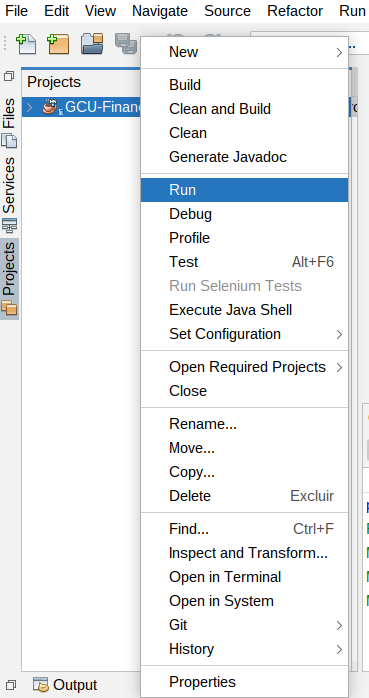 File Edit View Navigate Source Refactor Run
Projects
GCU-Finan
Files
Services
Projects
New
Build
Clean and Build
Clean
Generate Javadoc
Run
Debug
Profile
Test Alt+F6
Run Selenium Tests
Execute Java Shell
Set Configuration
Open Required Projects
Close
Rename...
Move...
Copy...
Delete Excluir
Find... Ctrl+F
Inspect and Transform...
Open in Terminal
Open in System
Git
History
Properties
Output